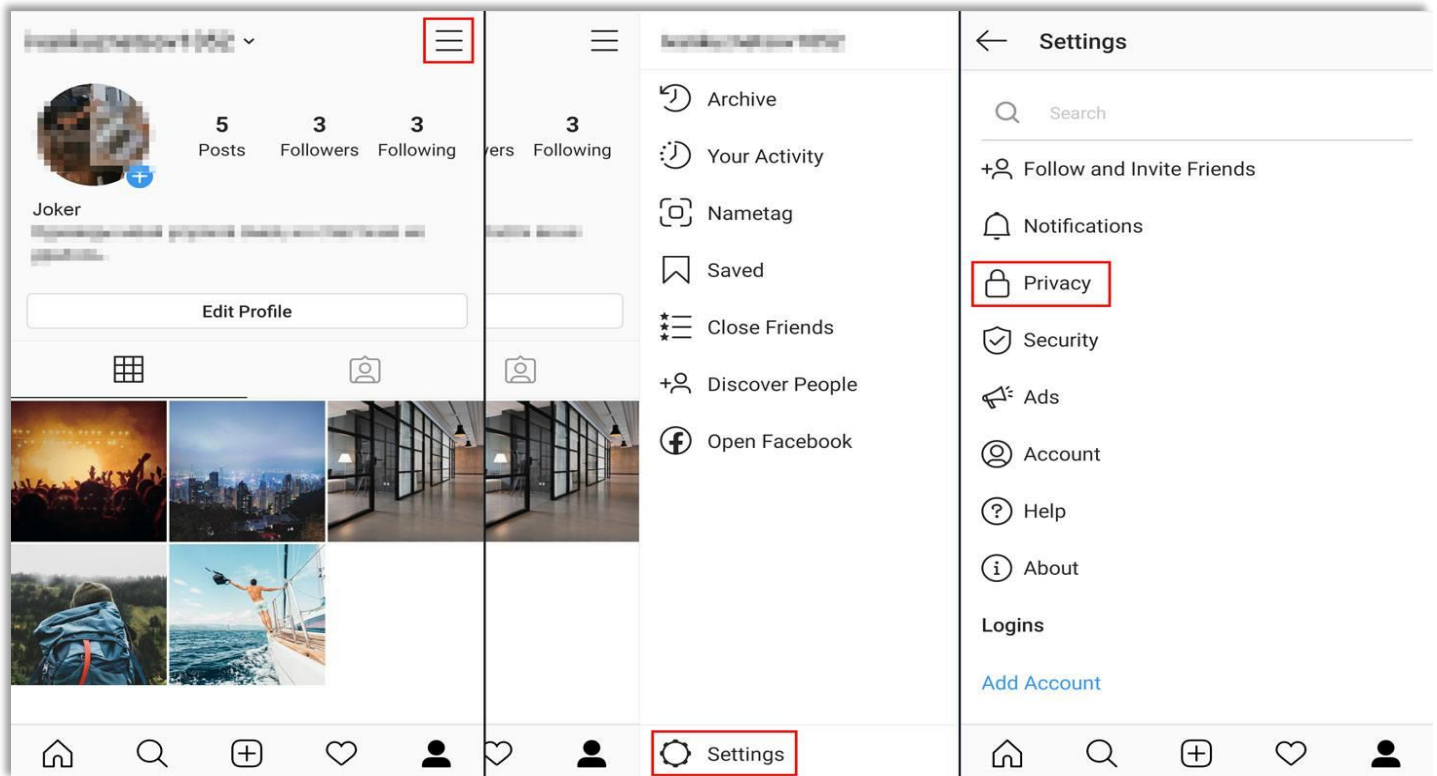 5 3 3
Posts Followers Following
Joker
Edit Profile
3
Following
Archive
Your Activity
Nametag
Saved
Close Friends
Discover People
Open Facebook
Settings
Settings
Search
Follow and Invite Friends
Notifications
Privacy
Security
Ads
Account
Help
About
Logins
Add Account